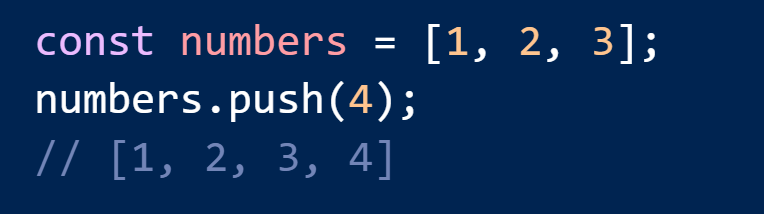 const numbers = [1, 2, 3];
numbers.push(4);
// [1, 2, 3, 4]